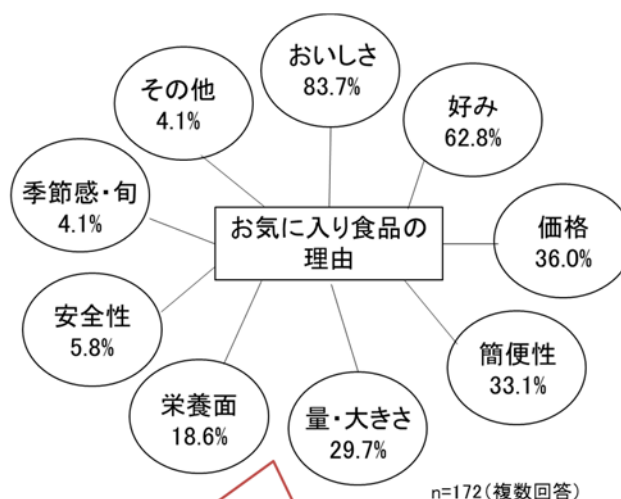 お気に入り食品の
理由
おいしさ
83.7%
好み
62.8%
価格
36.0%
簡便性
33.1%
量・大きさ
29.7%
栄養面
18.6%
安全性
5.8%
季節感・旬
4.1%
その他
4.1%
n=172(複数回答)